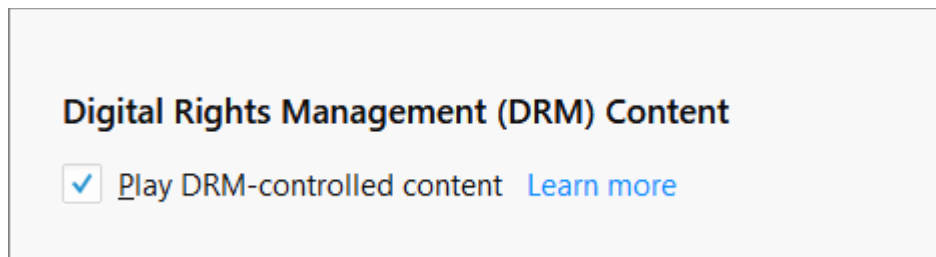 Digital Rights Management (DRM) Content
Play DRM-controlled content Learn more